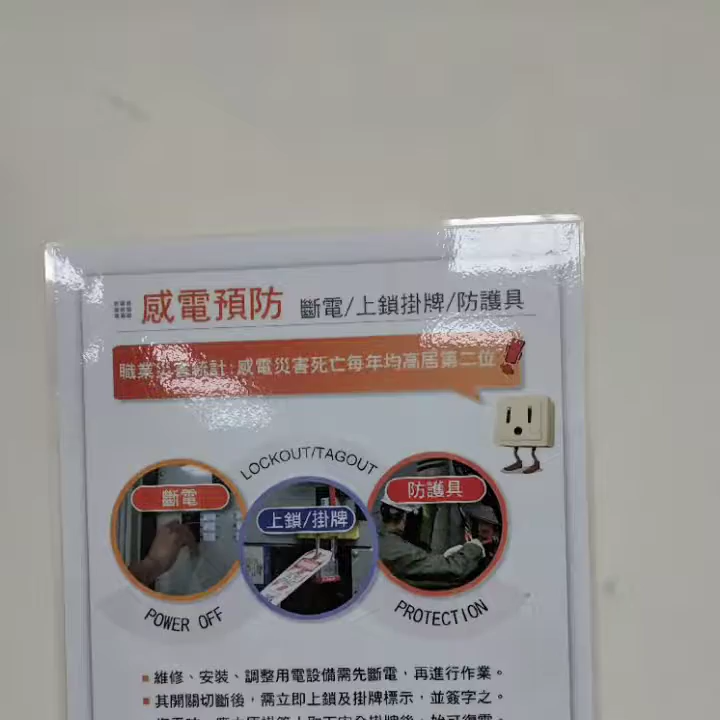 感電預防 斷電/上鎖掛牌/防護具
職業災害統計:感電災害死亡每年均高居第二位
LOCKOUT/TAGOUT
斷電
上鎖/掛牌
防護具
POWER OFF
PROTECTION
維修、安裝、調整用電設備需先斷電,再進行作業。
其開關切斷後,需立即上鎖及掛牌標示,並簽字之。